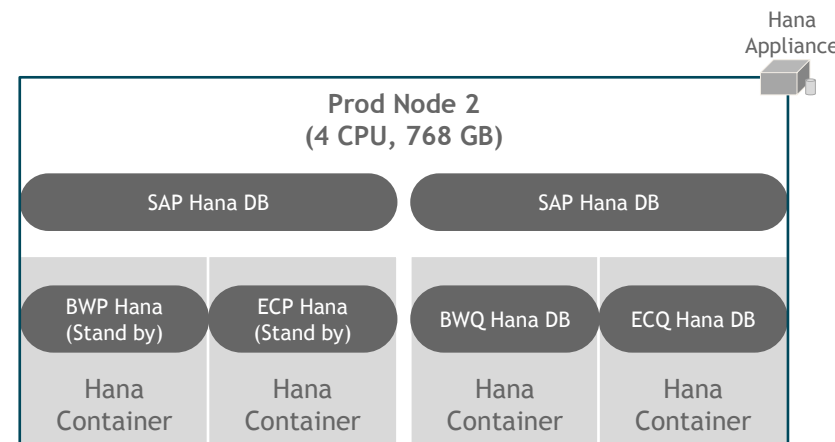 Hana
Appliance
Prod Node 2
(4 CPU, 768 GB)
SAP Hana DB
SAP Hana DB
BWP Hana
(Stand by)
ECP Hana
(Stand by)
BWQ Hana DB
ECQ Hana DB
Hana
Container
Hana
Container
Hana
Container
Hana
Container